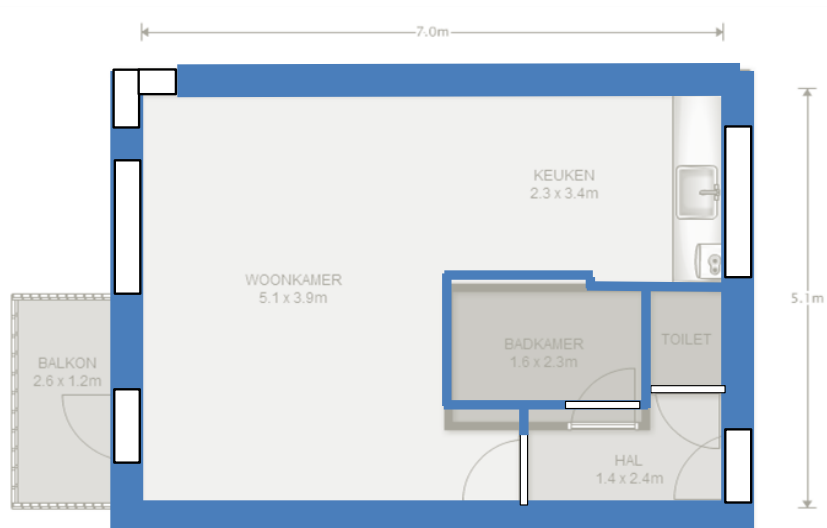 7.0m
KEUKEN
2.3 x 3.4m
WOONKAMER
5.1 x 3.9m
5.1m
BADKAMER
1.6 x 2.3m
TOILET
BALKON
2.6 x 1.2m
HAL
1.4 x 2.4m